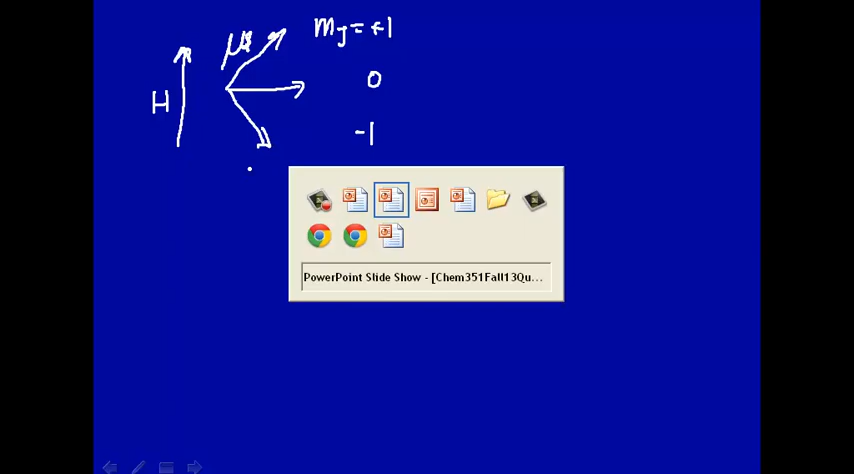 μ
mJ = +1
H
0
-1
PowerPoint Slide Show - [Chem351Fall13Qu...